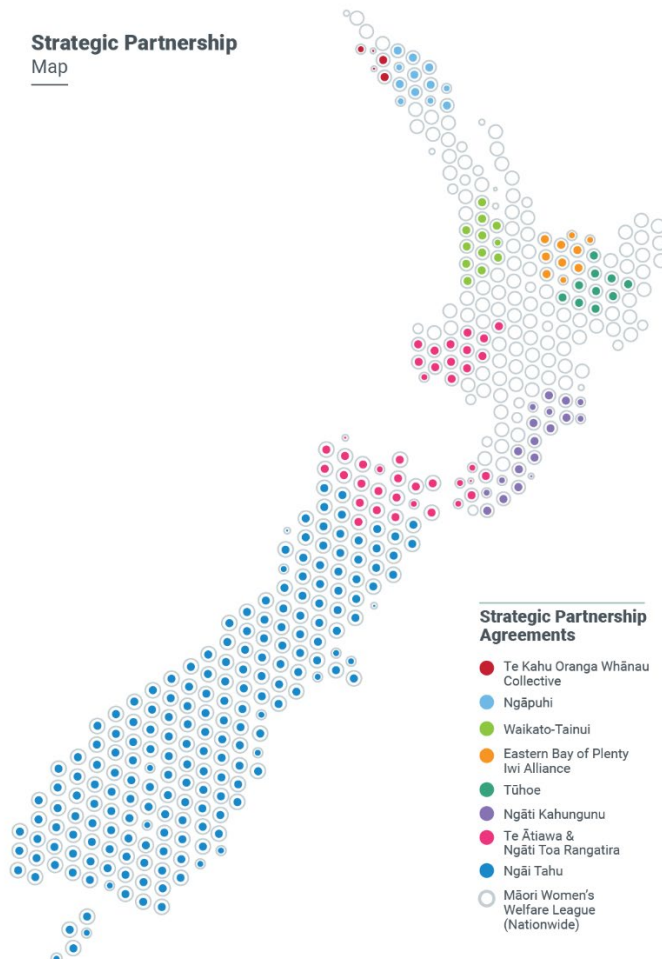 Strategic Partnership
Map
Strategic Partnership
Agreements
Te Kahu Oranga Whānau
Collective
Ngāpuhi
Waikato-Tainui
Eastern Bay of Plenty
Iwi Alliance
Tūhoe
Ngāti Kahungunu
Te Ātiawa &
Ngāti Toa Rangatira
Ngāi Tahu
Māori Women's
Welfare League
(Nationwide)